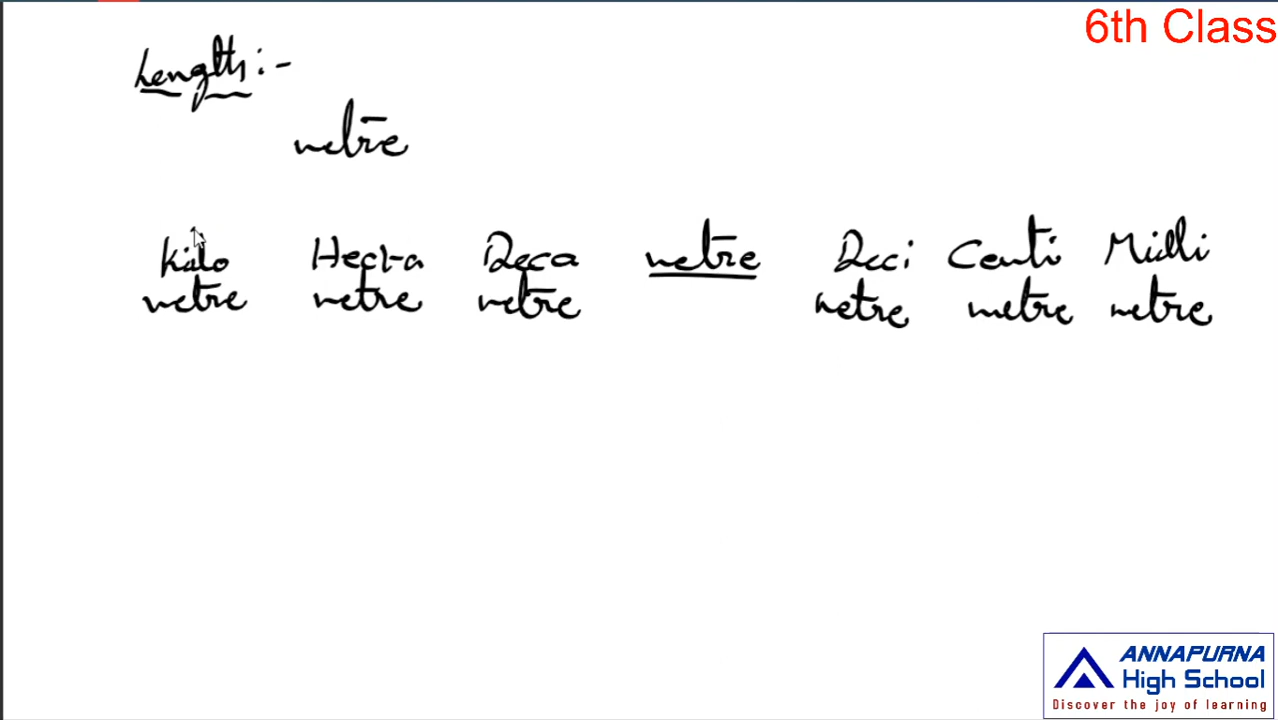 6th Class
Length:-
metre
Kilo Hecta Deca metre Deci Centi Milli
metre metre metre metre metre metre
ANNAPURNA
High School
Discover the joy of learning